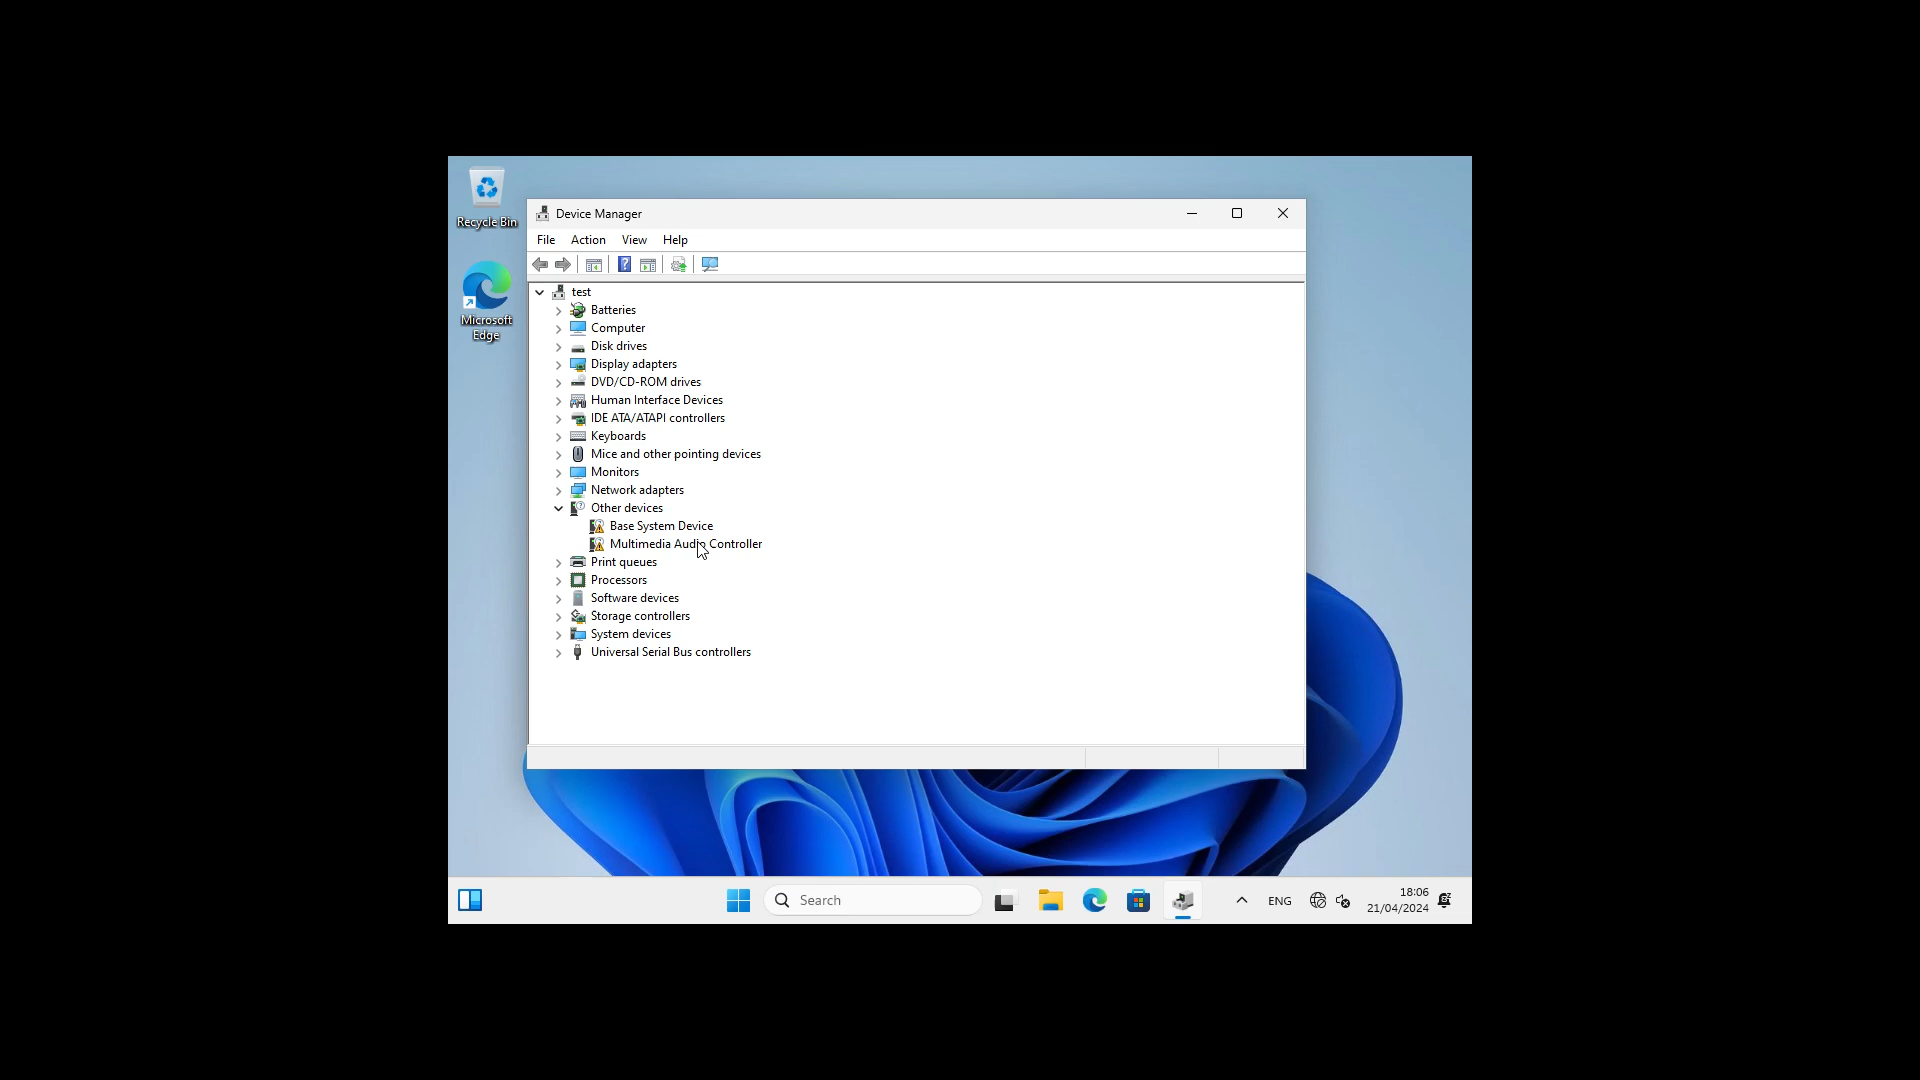 Recycle Bin
Microsoft
Edge
Device Manager
File Action View Help
test
Batteries
Computer
Disk drives
Display adapters
DVD/CD-ROM drives
Human Interface Devices
IDE ATA/ATAPI controllers
Keyboards
Mice and other pointing devices
Monitors
Network adapters
Other devices
Base System Device
Multimedia Audio Controller
Print queues
Processors
Software devices
Storage controllers
System devices
Universal Serial Bus controllers
Search
ENG
18:06
21/04/2024